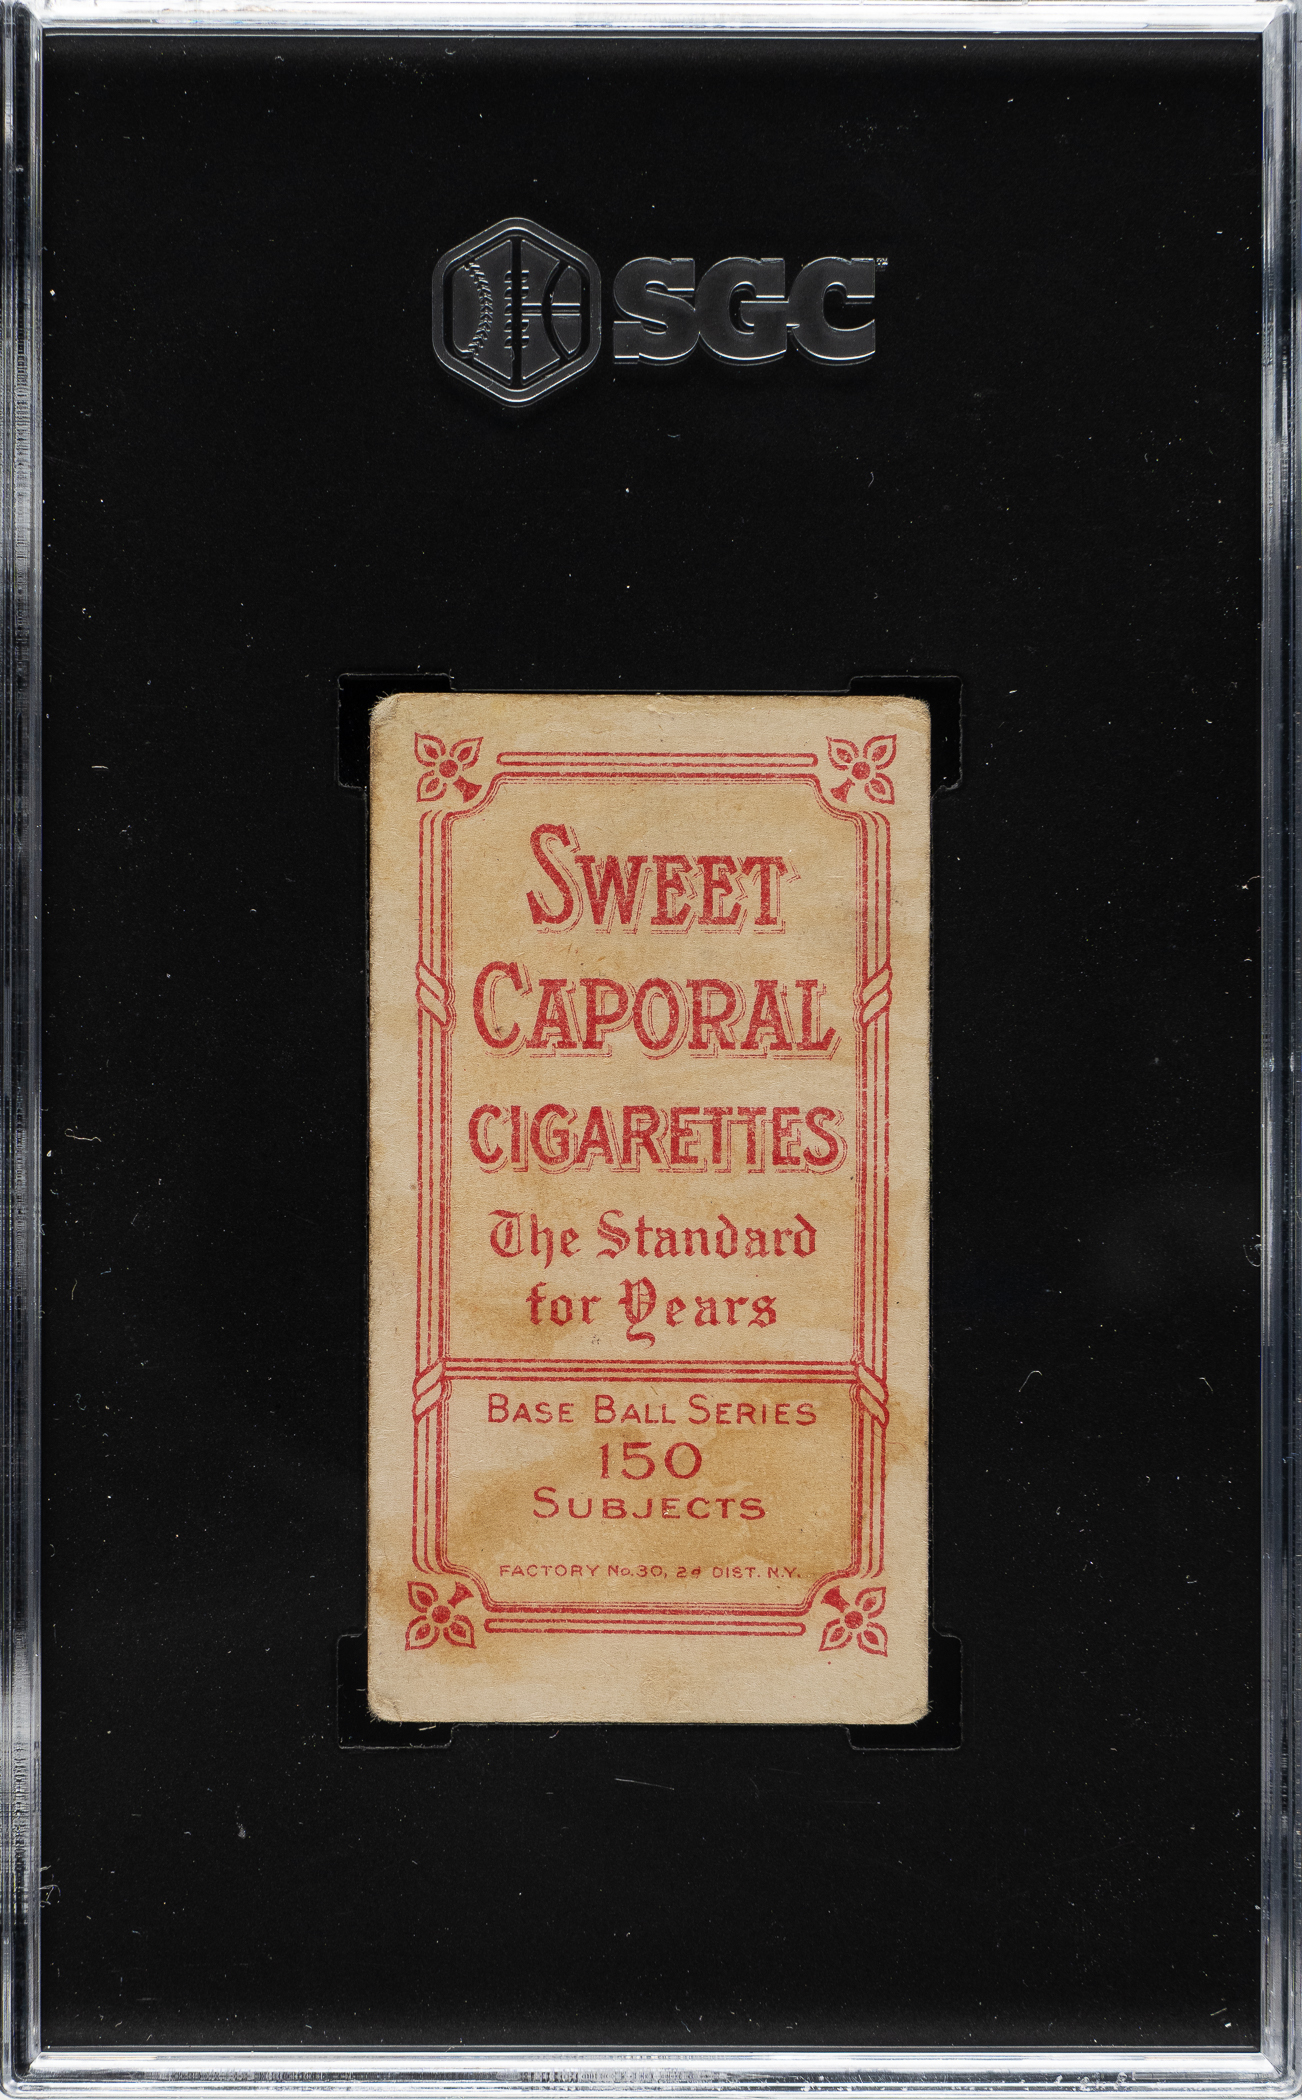 SGC
SWEET
CAPORAL
CIGARETTES
The Standard
for Years
BASE BALL SERIES
150
SUBJECTS
FACTORY No. 30, 2d DIST. N.Y.